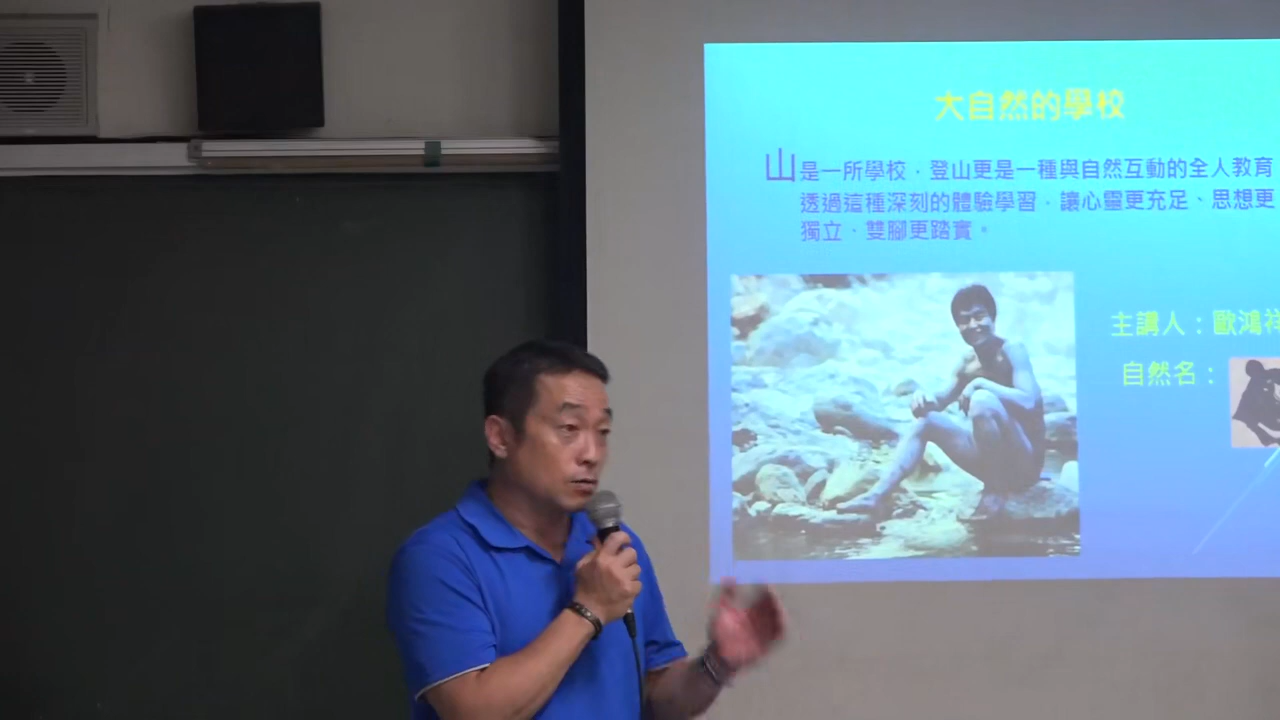 大自然的學校
山是一所學校，登山更是一種與自然互動的全人教育
透過這種深刻的體驗學習，讓心靈更充足、思想更
獨立，雙腳更踏實。
主講人：歐鴻祥
自然名：